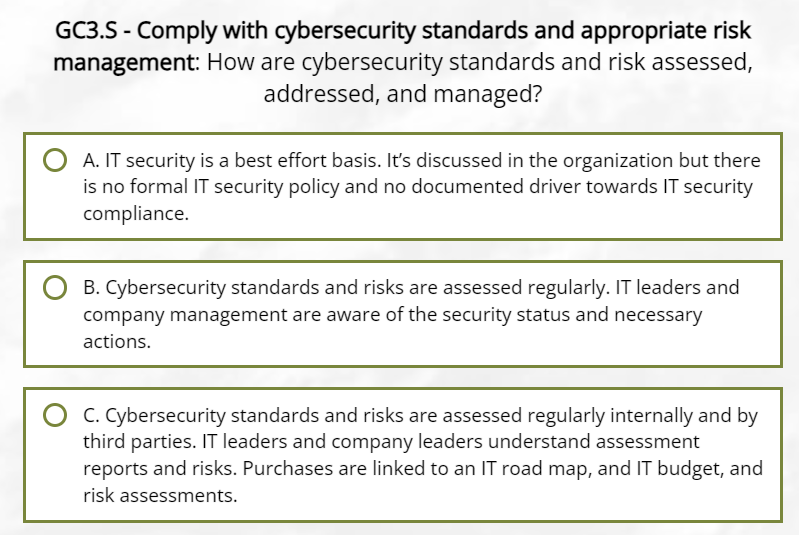 GC3.S - Comply with cybersecurity standards and appropriate risk
management: How are cybersecurity standards and risk assessed,
addressed, and managed?
A. IT security is a best effort basis. It’s discussed in the organization but there
is no formal IT security policy and no documented driver towards IT security
compliance.
B. Cybersecurity standards and risks are assessed regularly. IT leaders and
company management are aware of the security status and necessary
actions.
C. Cybersecurity standards and risks are assessed regularly internally and by
third parties. IT leaders and company leaders understand assessment
reports and risks. Purchases are linked to an IT road map, and IT budget, and
risk assessments.